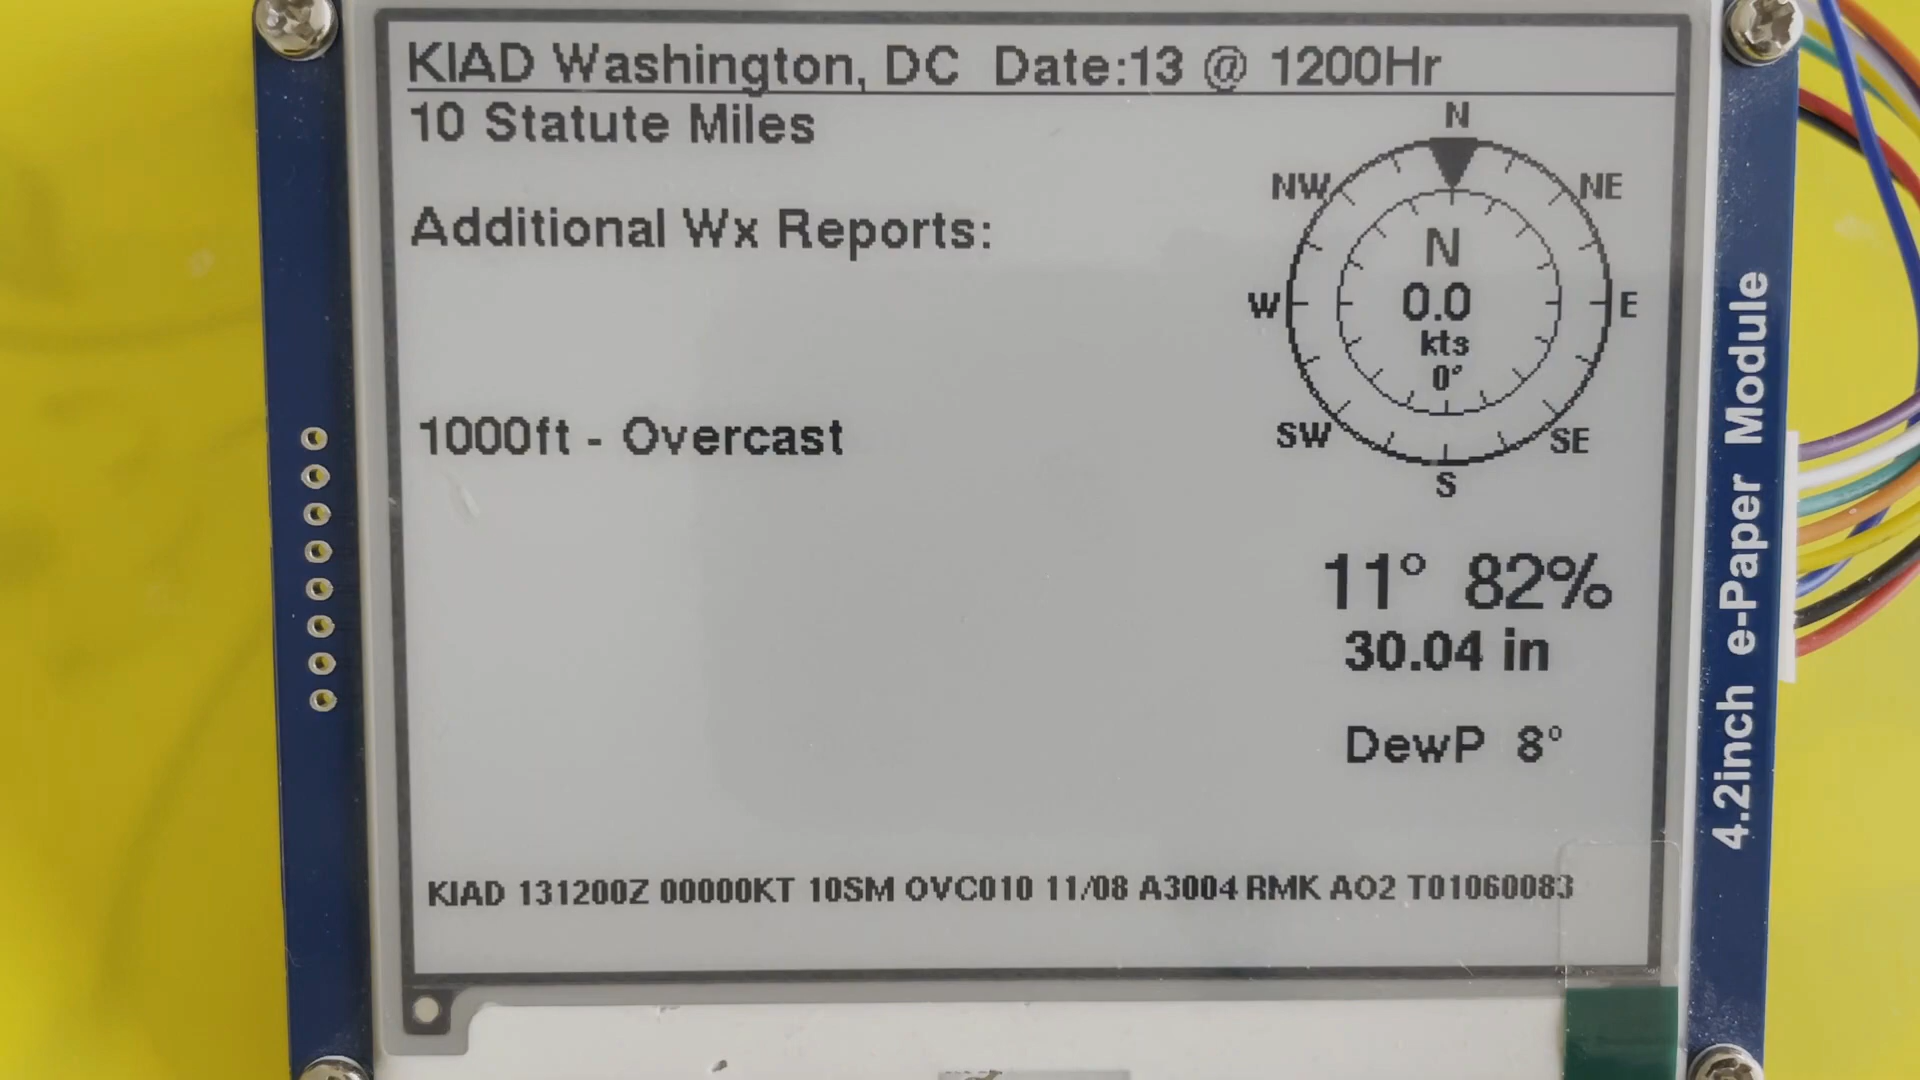 KIAD Washington, DC Date:13 @ 1200Hr
10 Statute Miles
Additional Wx Reports:
N
NW
NE
N
W
0.0
E
kts
0°
SW
SE
S
1000ft - Overcast
11° 82%
30.04 in
DewP 8°
KIAD 131200Z 00000KT 10SM OVC010 11/08 A3004 RMK AO2 T01060083
4.2inch e-Paper Module